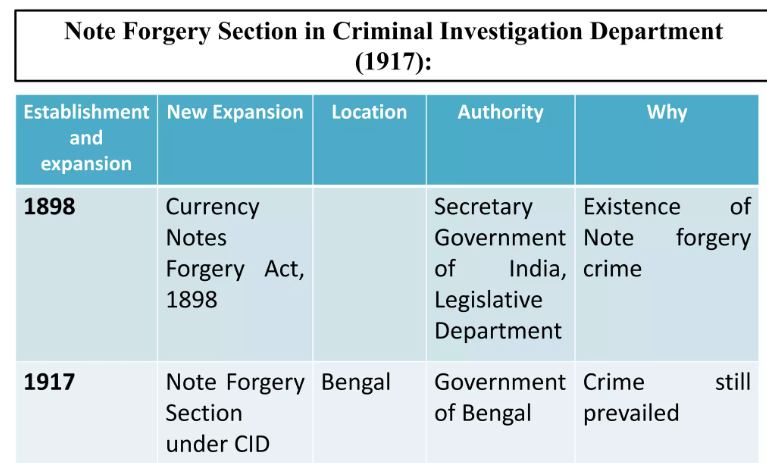 Note Forgery Section in Criminal Investigation Department
(1917):
Establishment and expansion New Expansion Location Authority Why
1898 Currency Notes Forgery Act, 1898 Secretary Government of India, Legislative Department Existence of Note forgery crime
1917 Note Forgery Section under CID Bengal Government of Bengal Crime still prevailed